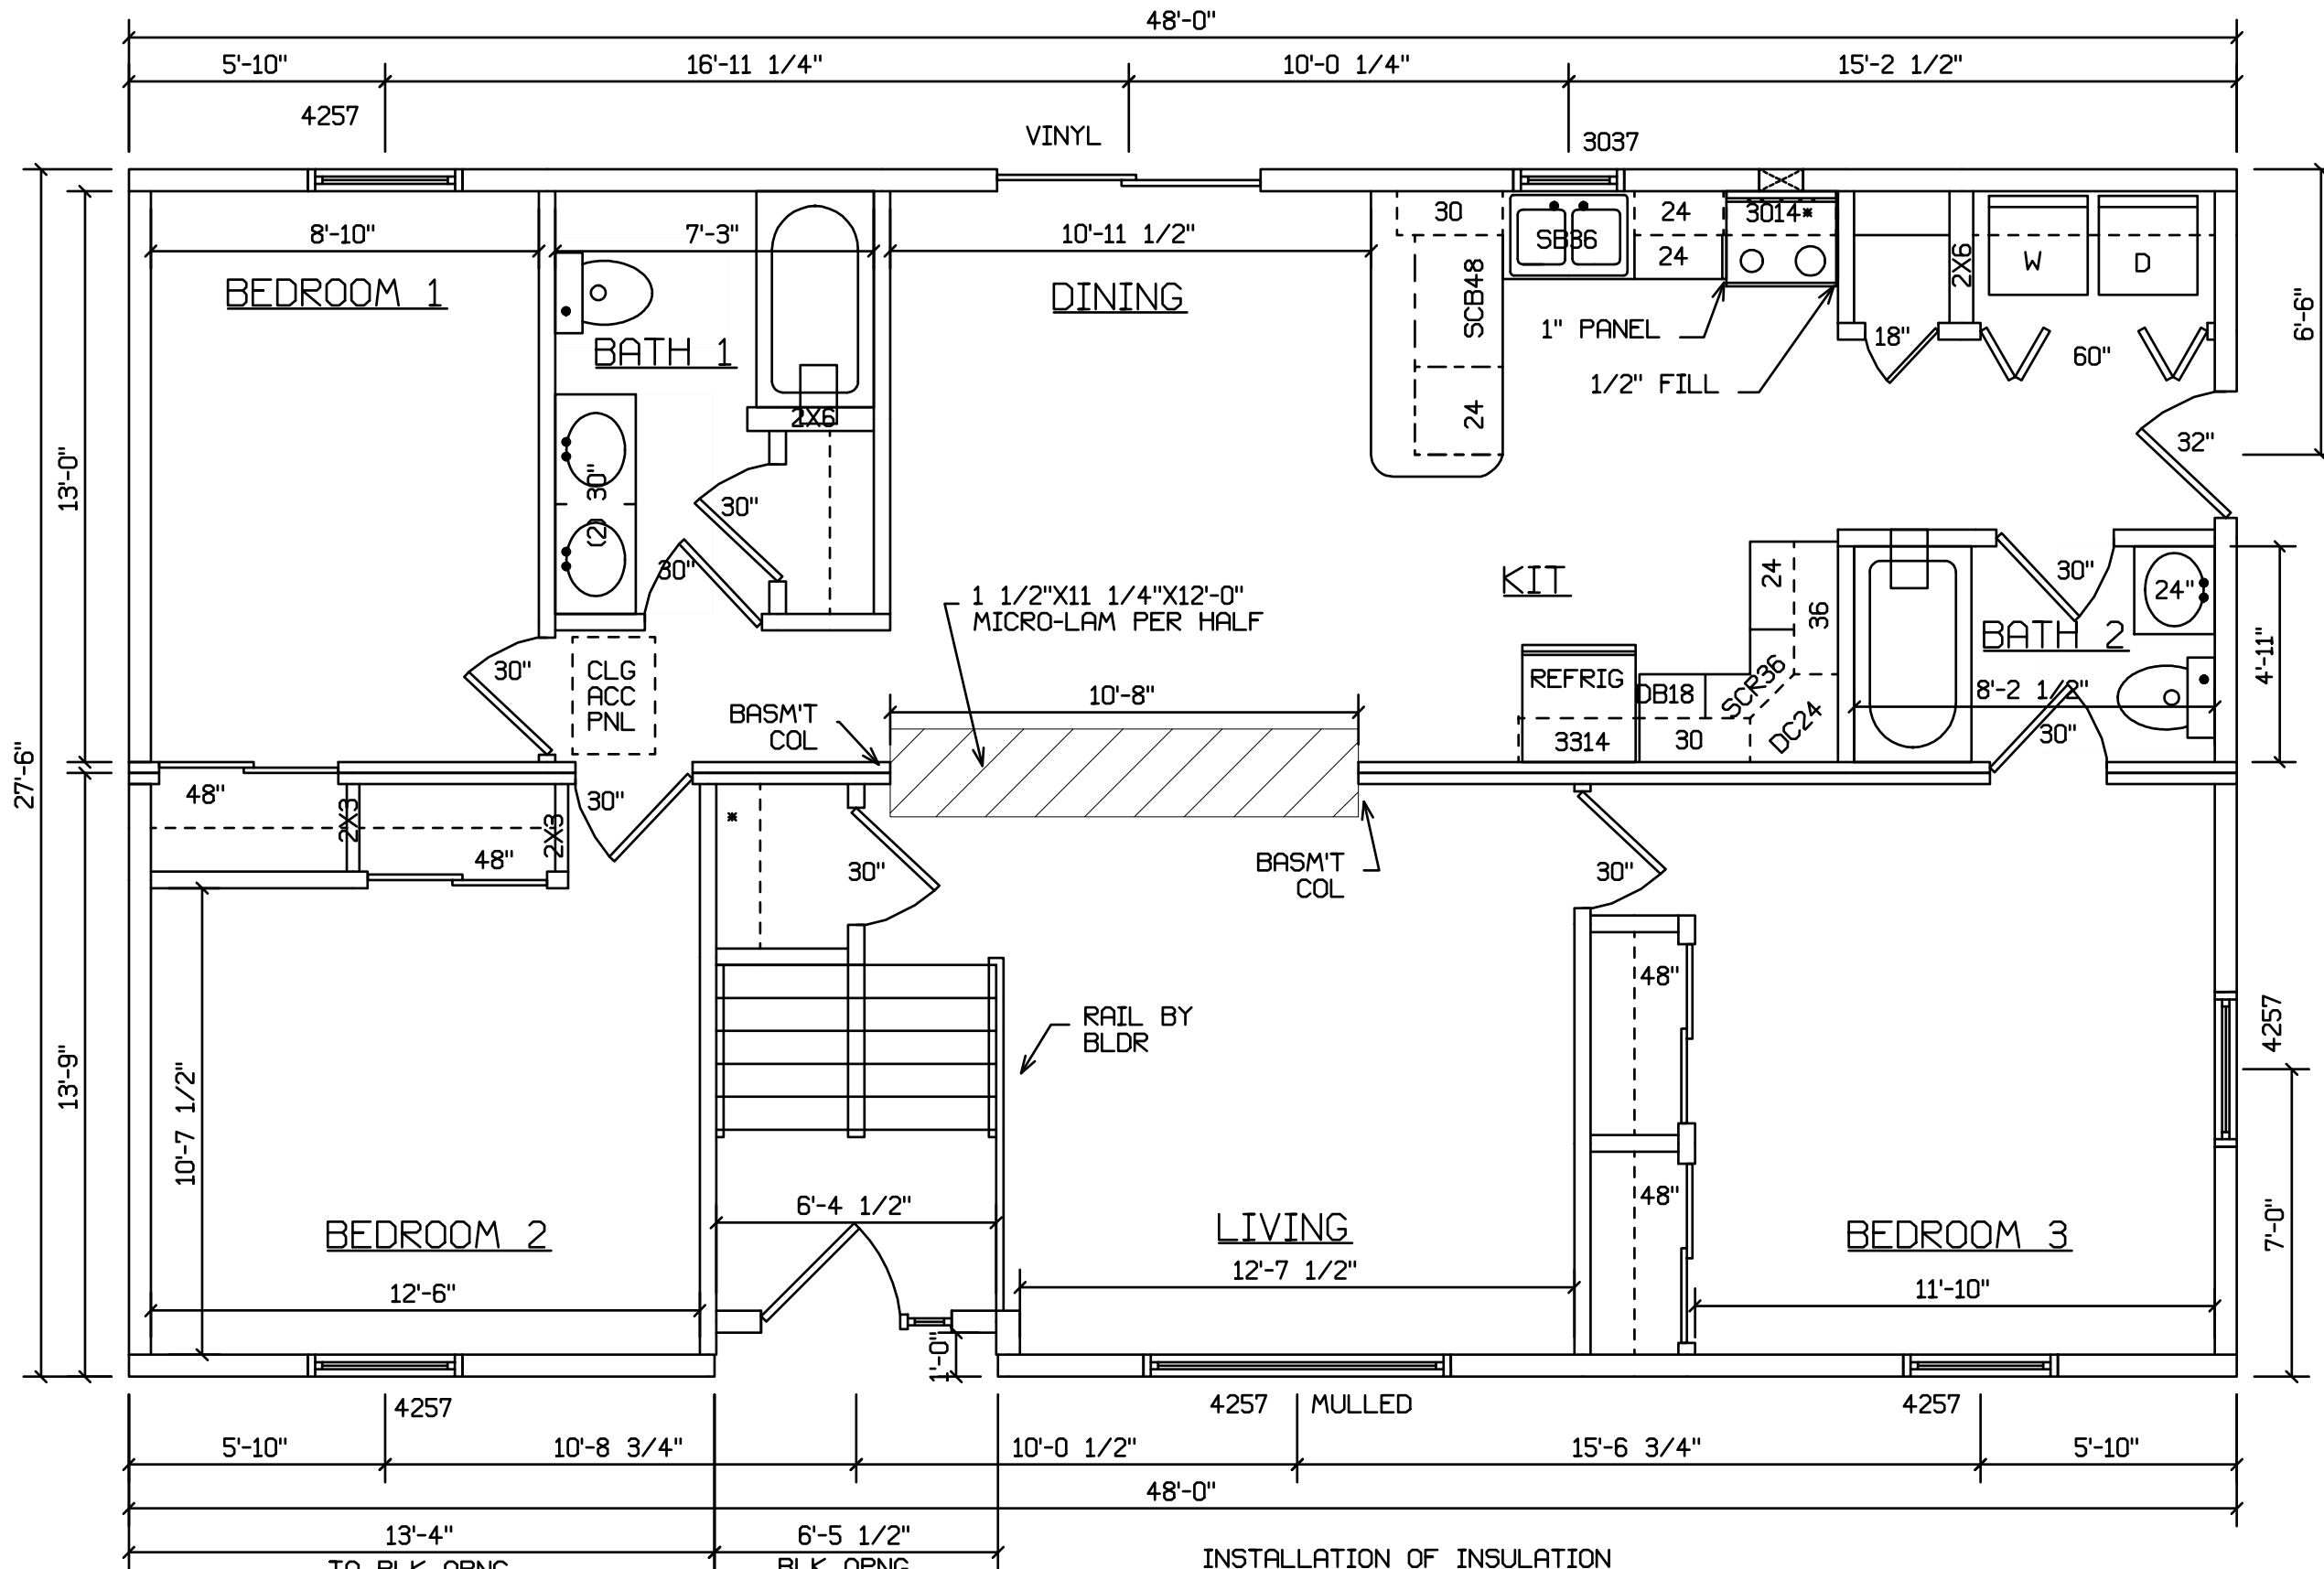 48'-0"
5'-10" 16'-11 1/4" 10'-0 1/4" 15'-2 1/2"
4257
VINYL
3037
8'-10" 7'-3" 10'-11 1/2"
30 SB36 24 3014*
24
2X6
W D
BEDROOM 1
DINING
SCB48
6'-6"
BATH 1
1" PANEL
18"
60"
1/2" FILL
2X6
24
32"
13'-0"
(2) 30"
30"
30"
KIT
24
30"
24"
1 1/2"X11 1/4"X12'-0"
MICRO-LAM PER HALF
36
BATH 2
4'-11"
30"
CLG
ACC
PNL
REFRIG
DB18
SCR36
8'-2 1/2"
10'-8"
BASM'T
COL
3314
30
DC24
30"
27'-6"
48"
30"
2X3
2X3
*
48"
30"
BASM'T
COL
30"
48"
RAIL BY
BLDR
4257
13'-9"
10'-7 1/2"
48"
6'-4 1/2"
BEDROOM 2
LIVING
BEDROOM 3
7'-0"
12'-6"
12'-7 1/2"
11'-10"
1'-0"
4257
4257 MULLED
4257
5'-10" 10'-8 3/4" 10'-0 1/2" 15'-6 3/4" 5'-10"
48'-0"
13'-4" 6'-5 1/2"
TO BLK OPNG
BLK OPNG
INSTALLATION OF INSULATION